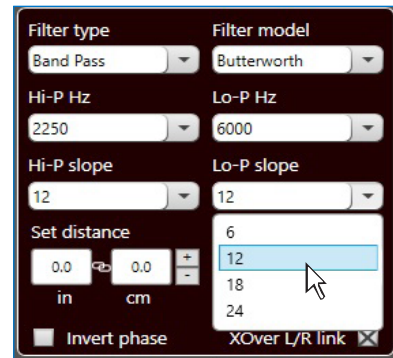 Filter type Filter model
Band Pass Butterworth
Hi-P Hz Lo-P Hz
2250 6000
Hi-P slope Lo-P slope
12 12
Set distance 6
0.0 0.0 + 12
-
in cm 18
24
Invert phase XOver L/R link